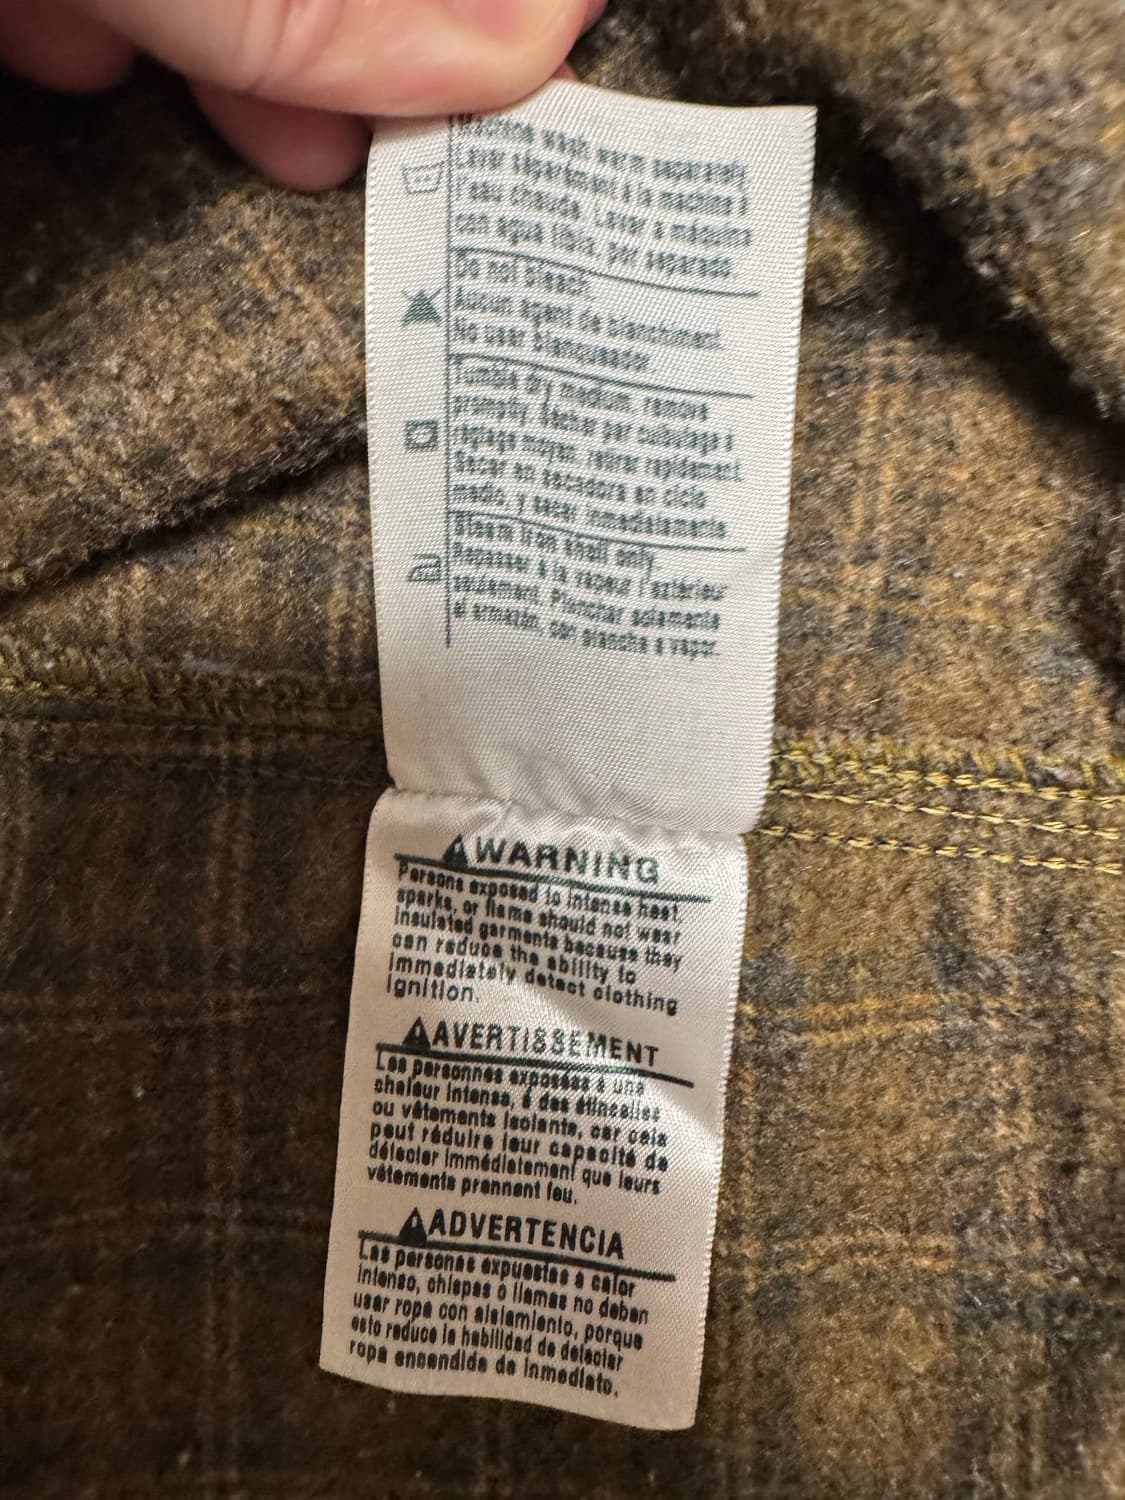 Machine wash warm separately
Laver séparément à la machine à
l'eau chaude. Lavar a máquina
con agua tibia, por separado
Do not bleach.
Aucun agent de blanchiment
No usar blanqueador
Tumble dry medium, remove
promptly. Sécher par culbutage à
réglage moyen, retirer rapidement.
Secar en secadora en ciclo
medio, y sacar inmediatamente
Steam iron shell only.
Repasser à la vapeur l'extérieur
seulement. Planchar solamente
el armazón, con plancha a vapor.
WARNING
Persons exposed to intense heat,
sparks, or flame should not wear
insulated garments because they
can reduce the ability to
immediately detect clothing
ignition.
AVERTISSEMENT
Les personnes exposées à une
chaleur intense, à des étincelles
ou vêtements isolants, car cela
peut réduire leur capacité de
détecter immédiatement que leurs
vêtements prennent feu.
ADVERTENCIA
Las personas expuestas a calor
intenso, chispas o llamas no deben
usar ropa con aislamiento, porque
esto reduce la habilidad de detectar
ropa encendida de inmediato.